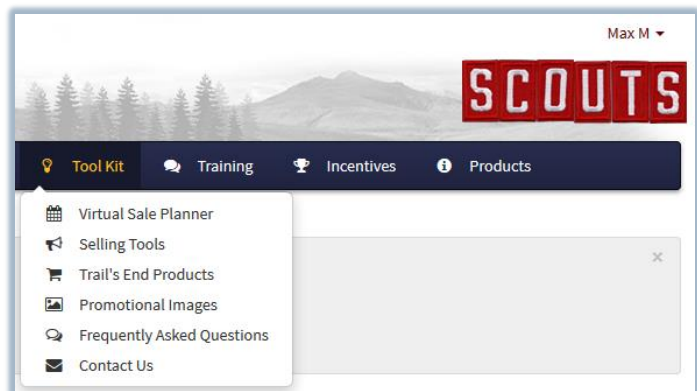 Max M
SCOUTS
Tool Kit Training Incentives Products
Virtual Sale Planner
Selling Tools
Trail's End Products
Promotional Images
Frequently Asked Questions
Contact Us